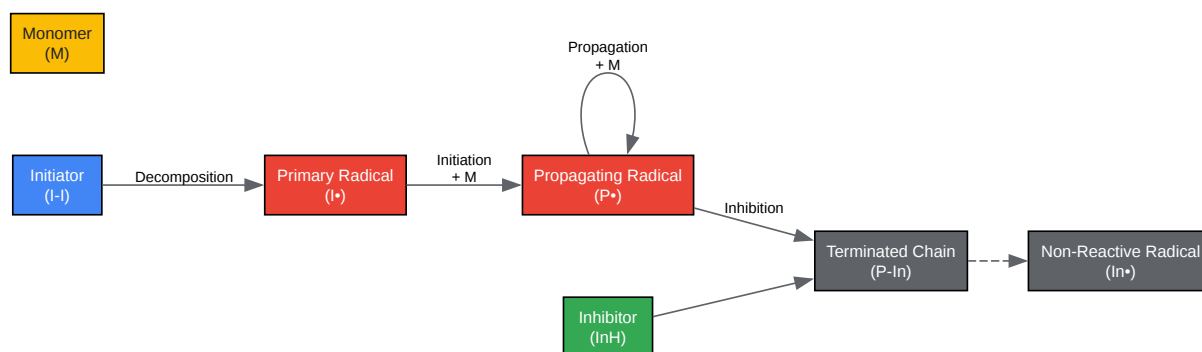 Monomer
(M)
Propagation
+ M
Initiator
(I-I)
Decomposition
Primary Radical
(I•)
Initiation
+ M
Propagating Radical
(P•)
Inhibition
Terminated Chain
(P-In)
Non-Reactive Radical
(In•)
Inhibitor
(InH)